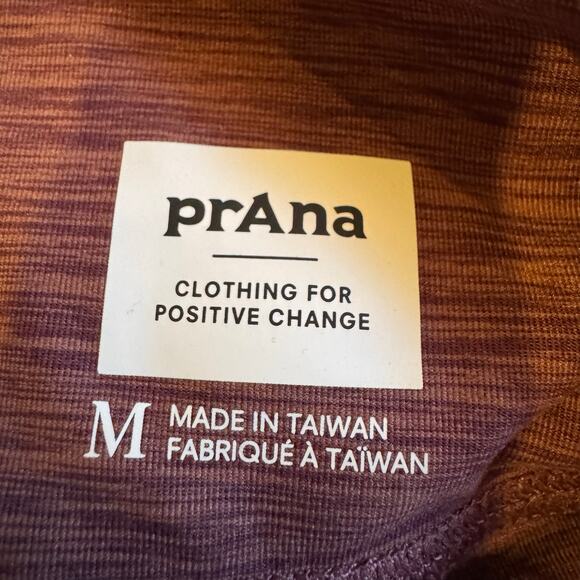 prAna
CLOTHING FOR
POSITIVE CHANGE
M
MADE IN TAIWAN
FABRIQUÉ À TAÏWAN